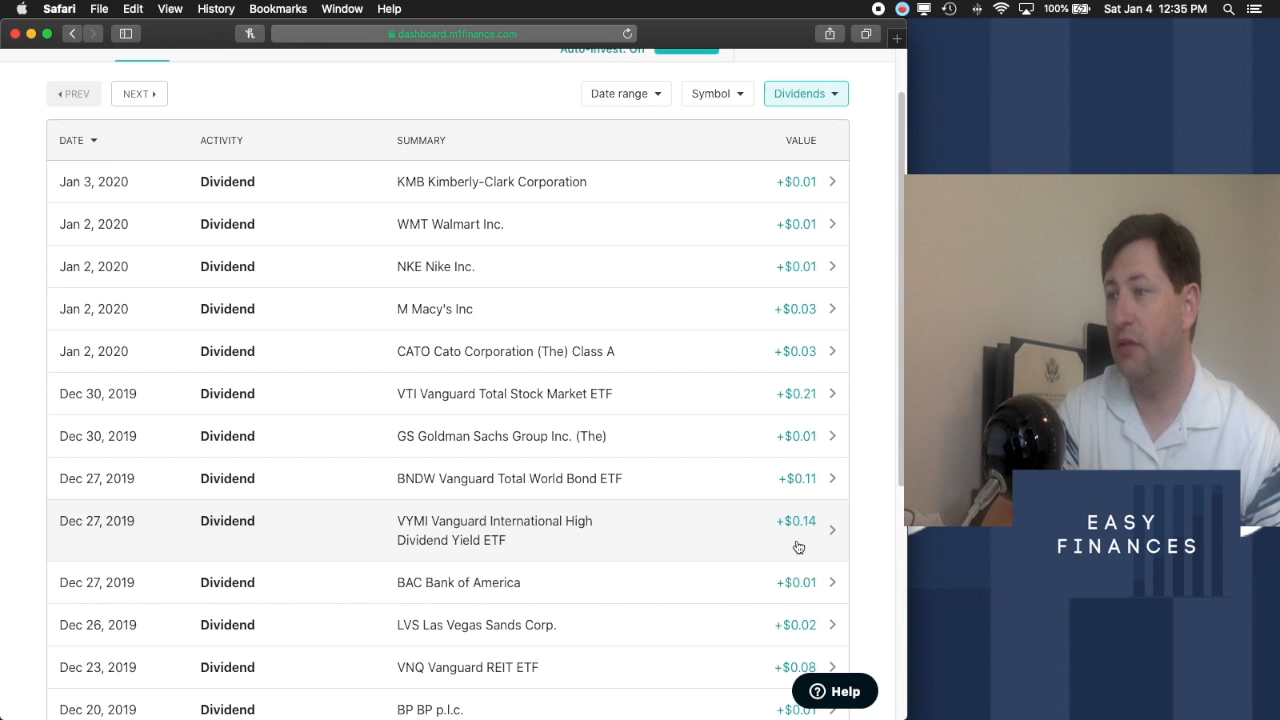 Safari File Edit View History Bookmarks Window Help 100% Sat Jan 4 12:35 PM
dashboard.m1finance.com
Auto-Invest: On
PREV NEXT Date range Symbol Dividends
DATE ACTIVITY SUMMARY VALUE
Jan 3, 2020 Dividend KMB Kimberly-Clark Corporation +$0.01
Jan 2, 2020 Dividend WMT Walmart Inc. +$0.01
Jan 2, 2020 Dividend NKE Nike Inc. +$0.01
Jan 2, 2020 Dividend M Macy's Inc +$0.03
Jan 2, 2020 Dividend CATO Cato Corporation (The) Class A +$0.03
Dec 30, 2019 Dividend VTI Vanguard Total Stock Market ETF +$0.21
Dec 30, 2019 Dividend GS Goldman Sachs Group Inc. (The) +$0.01
Dec 27, 2019 Dividend BNDW Vanguard Total World Bond ETF +$0.11
Dec 27, 2019 Dividend VYMI Vanguard International High +$0.14
Dividend Yield ETF
Dec 27, 2019 Dividend BAC Bank of America +$0.01
Dec 26, 2019 Dividend LVS Las Vegas Sands Corp. +$0.02
Dec 23, 2019 Dividend VNQ Vanguard REIT ETF +$0.08
Dec 20, 2019 Dividend BP BP p.l.c. +$0.01
? Help
EASY
FINANCES